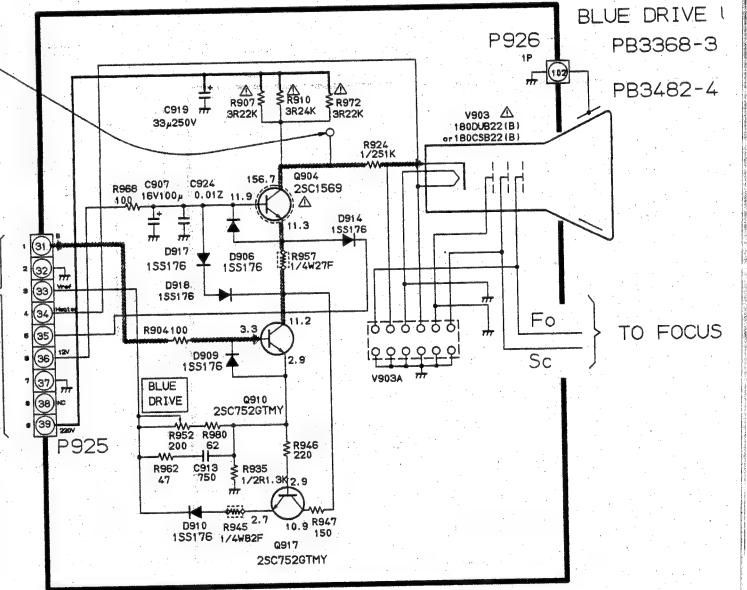 BLUE DRIVE
P926
1P
102
PB3368-3
PB3482-4
C919
33μ250V
R907
3R22K
R910
3R24K
R972
3R22K
V903
180DUB22(B)
or180CSB22(B)
R924
1/2S1K
156.7
Q904
2SC1569
R968
100
C907
16V100μ
C924
0.01Z
11.9
11.3
D914
1SS176
D917
1SS176
D906
1SS176
R957
1/4W27F
D918
1SS176
1
31
B
2
32
3
33
Vref
4
34
Heater
5
35
6
36
12V
7
37
8
38
NC
9
39
220V
P925
R904100
3.3
11.2
2.9
D909
1SS176
Q910
2SC752GTMY
BLUE
DRIVE
V903A
Fo
Sc
TO FOCUS
R952
200
R980
62
R946
220
R962
47
C913
750
R935
1/2R1.3K
2.9
D910
1SS176
R945
1/4W82F
2.7
10.9
R947
150
Q917
2SC752GTMY